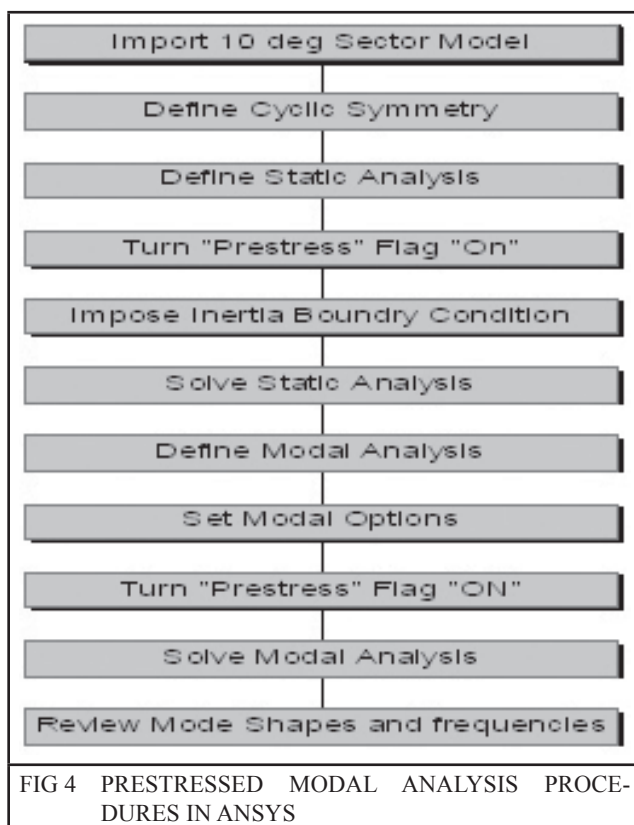 Import 10 deg Sector Model
Define Cyclic Symmetry
Define Static Analysis
Turn "Prestress" Flag "On"
Impose Inertia Boundry Condition
Solve Static Analysis
Define Modal Analysis
Set Modal Options
Turn "Prestress" Flag "ON"
Solve Modal Analysis
Review Mode Shapes and frequencies
FIG 4 PRESTRESSED MODAL ANALYSIS PROCE-
DURES IN ANSYS